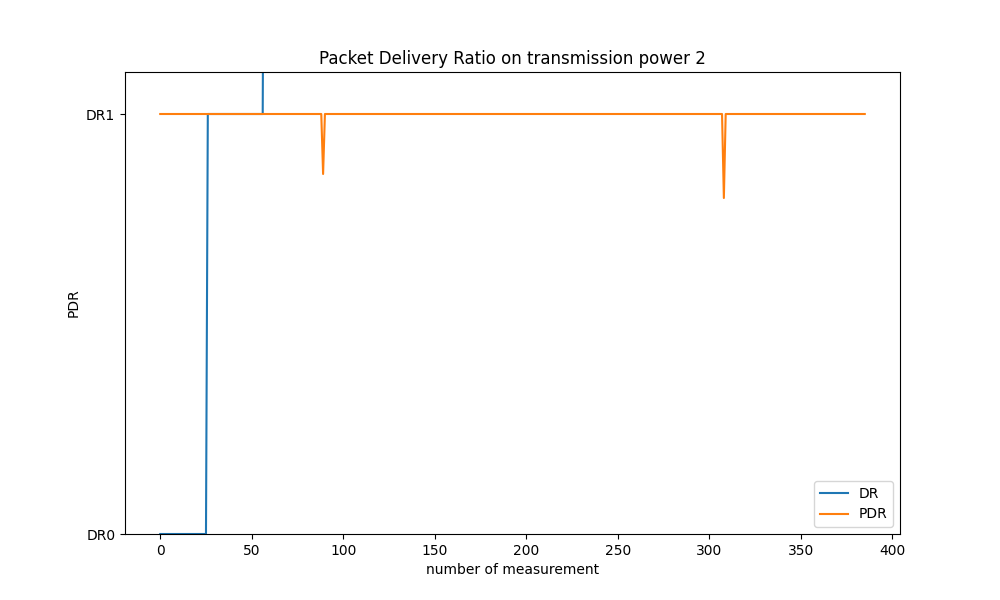 Packet Delivery Ratio on transmission power 2
DR1
PDR
DR0
DR
PDR
0 50 100 150 200 250 300 350 400
number of measurement